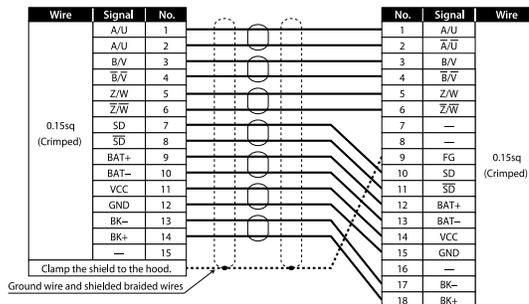 Wire Signal No.
A/U 1
A/U 2
B/V 3
B̅/V̅ 4
Z/W 5
Z̅/W̅ 6
SD 7
S̅D̅ 8
BAT+ 9
BAT− 10
VCC 11
GND 12
BK− 13
BK+ 14
— 15
0.15sq
(Crimped)
Clamp the shield to the hood.
Ground wire and shielded braided wires
No. Signal Wire
1 A/U
2 A̅/U̅
3 B/V
4 B̅/V̅
5 Z/W
6 Z̅/W̅
7 —
8 —
9 FG
10 SD
11 S̅D̅
12 BAT+
13 BAT−
14 VCC
15 GND
16 —
17 BK−
18 BK+
0.15sq
(Crimped)